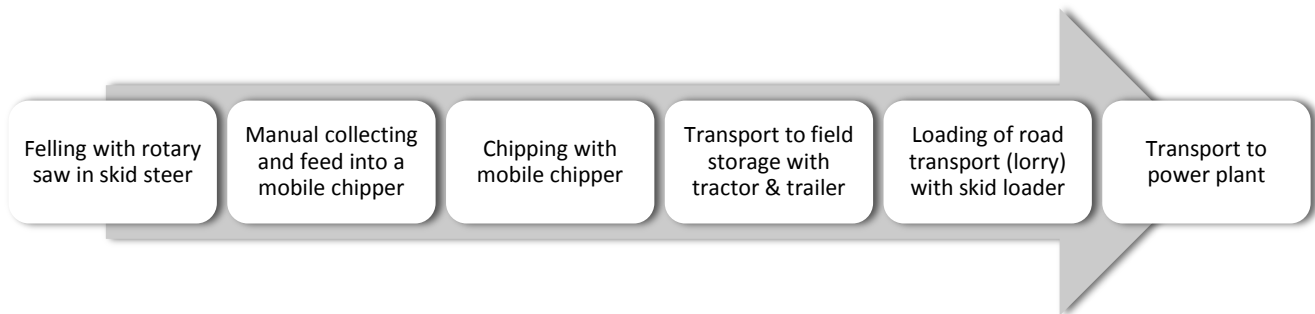 Felling with rotary
saw in skid steer
Manual collecting
and feed into a
mobile chipper
Chipping with
mobile chipper
Transport to field
storage with
tractor & trailer
Loading of road
transport (lorry)
with skid loader
Transport to
power plant